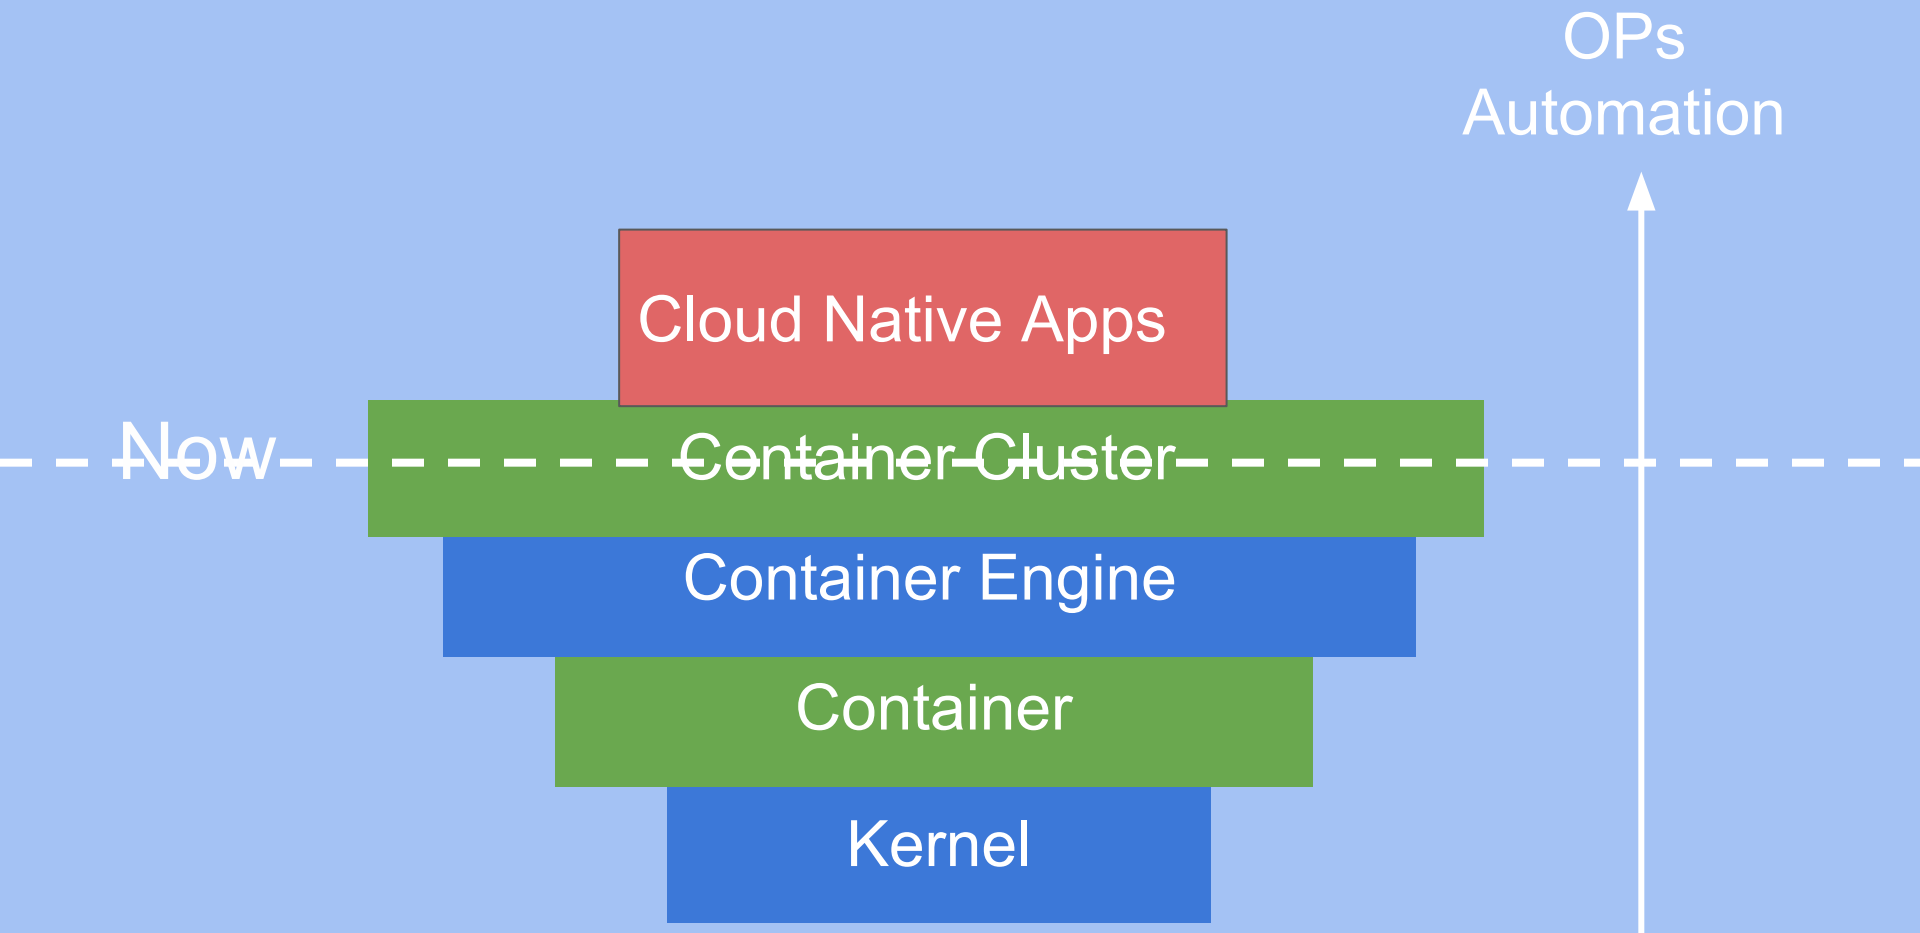 OPs
Automation
Cloud Native Apps
Now
Container Cluster
Container Engine
Container
Kernel